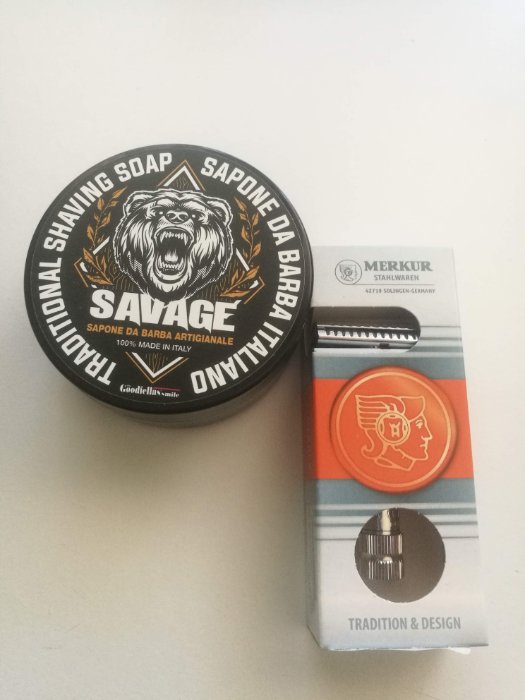 TRADITIONAL SHAVING SOAP
SAPONE DA BARBA ITALIANO
SAVAGE
SAPONE DA BARBA ARTIGIANALE
100% MADE IN ITALY
Gòodfellas' smile
MERKUR
STAHLWAREN
42719 SOLINGEN-GERMANY
TRADITION & DESIGN